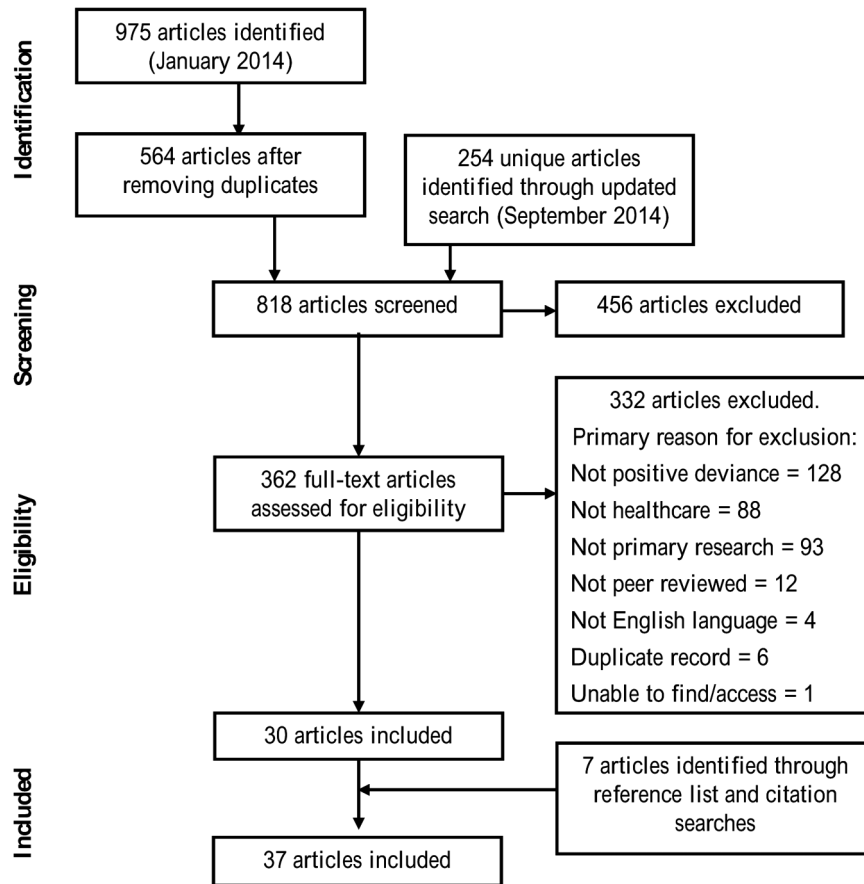 Identification
975 articles identified
(January 2014)
564 articles after
removing duplicates
254 unique articles
identified through updated
search (September 2014)
Screening
818 articles screened
456 articles excluded
Eligibility
362 full-text articles
assessed for eligibility
332 articles excluded.
Primary reason for exclusion:
Not positive deviance = 128
Not healthcare = 88
Not primary research = 93
Not peer reviewed = 12
Not English language = 4
Duplicate record = 6
Unable to find/access = 1
Included
30 articles included
7 articles identified through
reference list and citation
searches
37 articles included